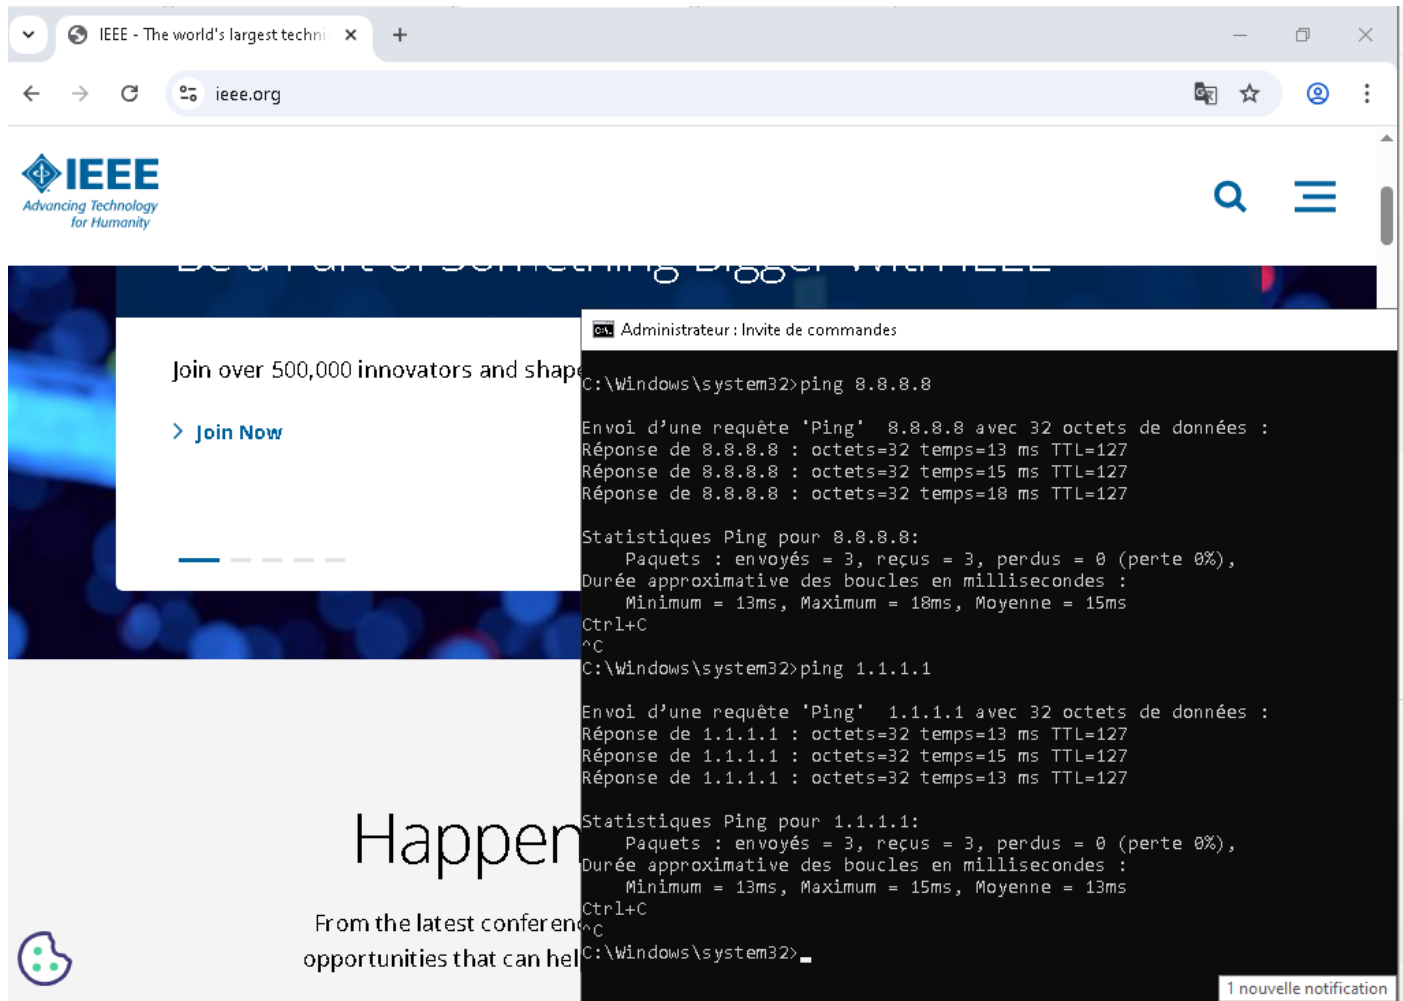 IEEE - The world's largest techni
ieee.org
IEEE
Advancing Technology
for Humanity
Be a Part of Something Bigger With IEEE
Join over 500,000 innovators and shape
Join Now
Happen
From the latest conferen
opportunities that can hel
Administrateur : Invite de commandes
C:\Windows\system32>ping 8.8.8.8
Envoi d’une requête 'Ping'  8.8.8.8 avec 32 octets de données :
Réponse de 8.8.8.8 : octets=32 temps=13 ms TTL=127
Réponse de 8.8.8.8 : octets=32 temps=15 ms TTL=127
Réponse de 8.8.8.8 : octets=32 temps=18 ms TTL=127
Statistiques Ping pour 8.8.8.8:
    Paquets : envoyés = 3, reçus = 3, perdus = 0 (perte 0%),
Durée approximative des boucles en millisecondes :
    Minimum = 13ms, Maximum = 18ms, Moyenne = 15ms
Ctrl+C
^C
C:\Windows\system32>ping 1.1.1.1
Envoi d’une requête 'Ping'  1.1.1.1 avec 32 octets de données :
Réponse de 1.1.1.1 : octets=32 temps=13 ms TTL=127
Réponse de 1.1.1.1 : octets=32 temps=15 ms TTL=127
Réponse de 1.1.1.1 : octets=32 temps=13 ms TTL=127
Statistiques Ping pour 1.1.1.1:
    Paquets : envoyés = 3, reçus = 3, perdus = 0 (perte 0%),
Durée approximative des boucles en millisecondes :
    Minimum = 13ms, Maximum = 15ms, Moyenne = 13ms
Ctrl+C
^C
C:\Windows\system32>
1 nouvelle notification